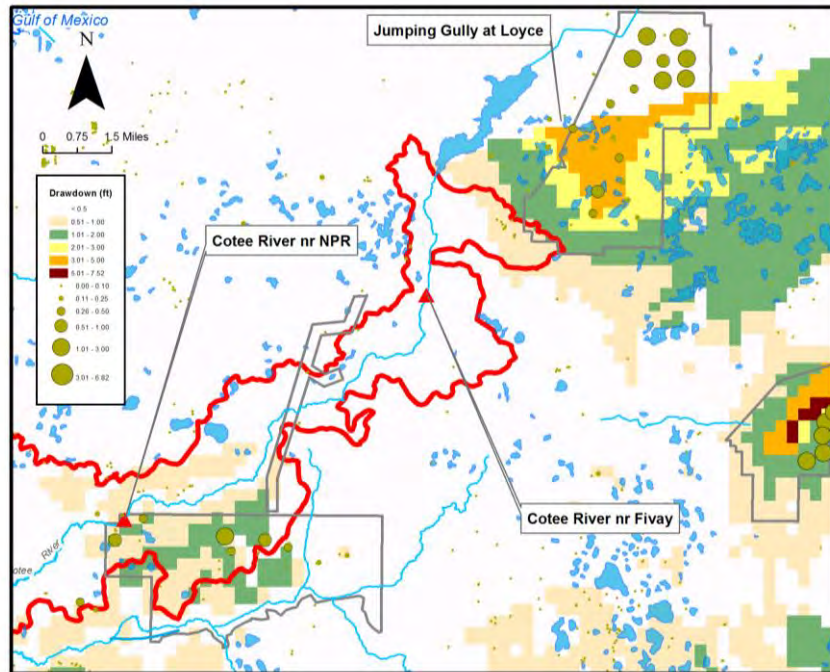 Gulf of Mexico
N
0 0.75 1.5 Miles
Jumping Gully at Loyce
Drawdown (ft)
< 0.5
0.51 - 1.00
1.01 - 2.00
2.01 - 3.00
3.01 - 5.00
5.01 - 7.52
0.00 - 0.10
0.11 - 0.25
0.26 - 0.50
0.51 - 1.00
1.01 - 3.00
3.01 - 6.82
Cotee River nr NPR
Cotee River nr Fivay
otee River